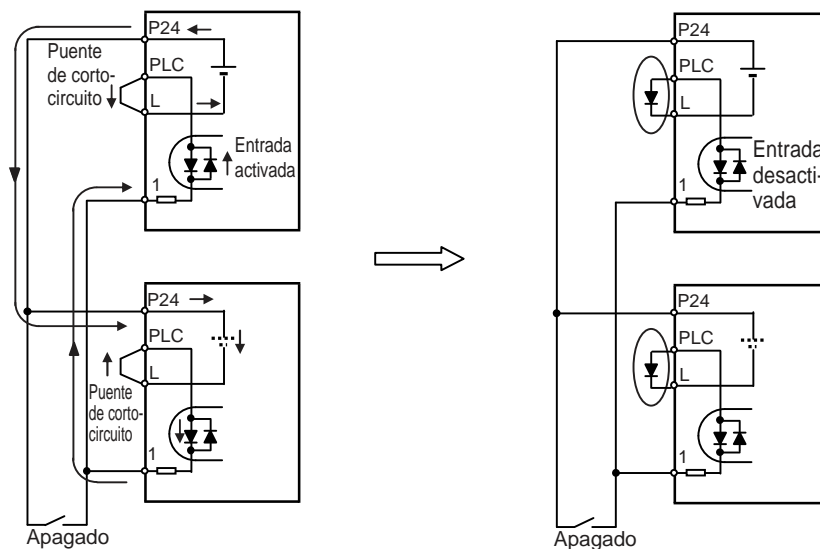 P24
Puente
de corto-
circuito
PLC
L
Entrada
activada
1
P24
PLC
L
Puente
de corto-
circuito
1
Apagado
P24
PLC
L
Entrada
desacti-
vada
1
P24
PLC
L
1
Apagado